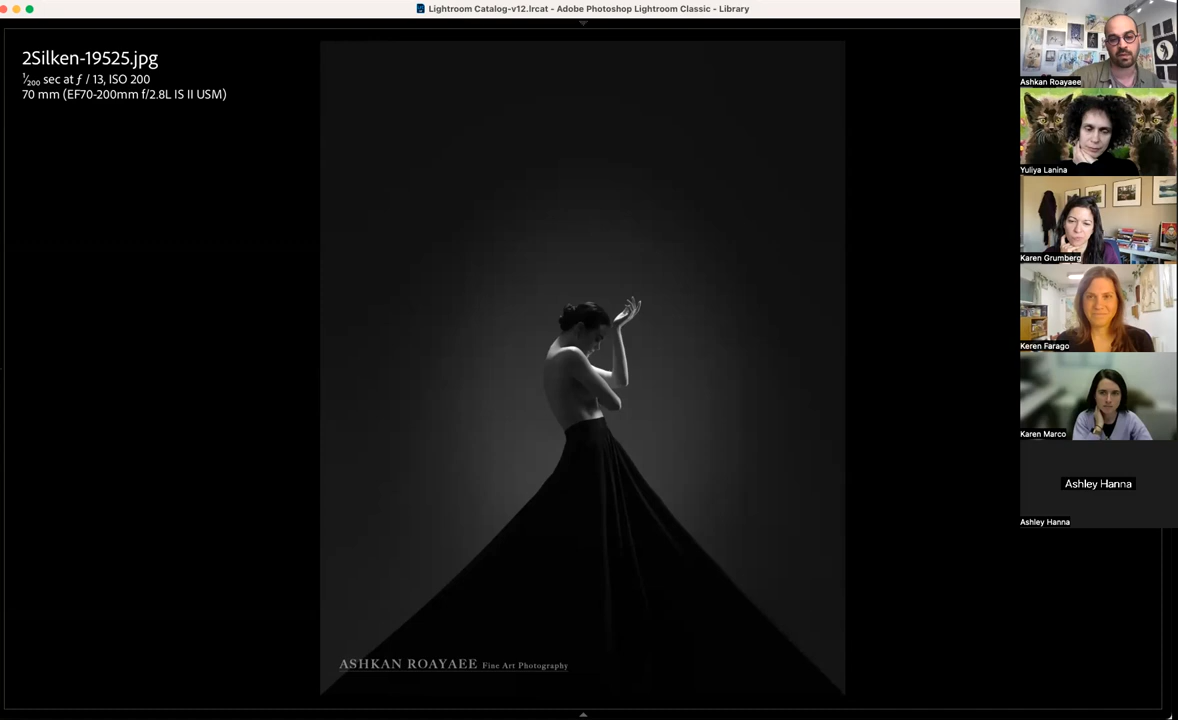 Lightroom Catalog-v12.lrcat - Adobe Photoshop Lightroom Classic - Library
2Silken-19525.jpg
1/200 sec at ƒ / 13, ISO 200
70 mm (EF70-200mm f/2.8L IS II USM)
ASHKAN ROAYAEE Fine Art Photography
Ashkan Roayaee
Yuliya Lanina
Karen Grumberg
Keren Farago
Karen Marco
Ashley Hanna
Ashley Hanna